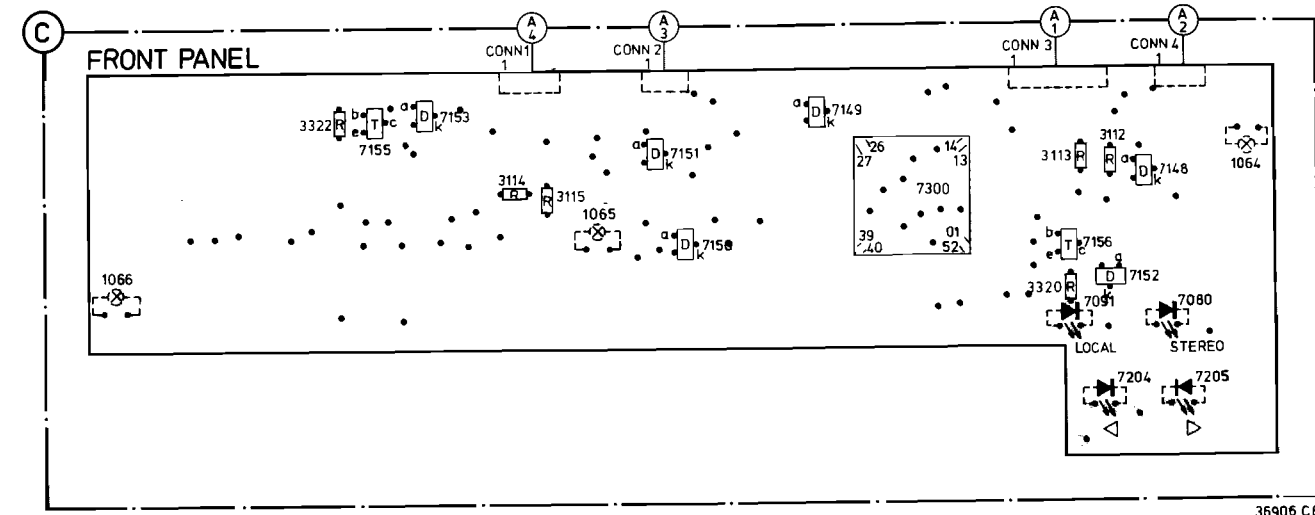 C
FRONT PANEL
CONN 1
1
A
4
CONN 2
1
A
3
CONN 3
1
A
1
CONN 4
1
A
2
3322
R
b
e
T
c
7155
a
D
k
7153
a
D
k
7149
a
D
k
7151
26
27
14
13
7300
39
40
01
52
3113
R
3112
R
a
D
k
7148
1064
3114
R
R
3115
1065
a
D
k
b
e
T
c
7156
a
D
k
7152
3320
R
1066
7091
LOCAL
7080
STEREO
7204
7205